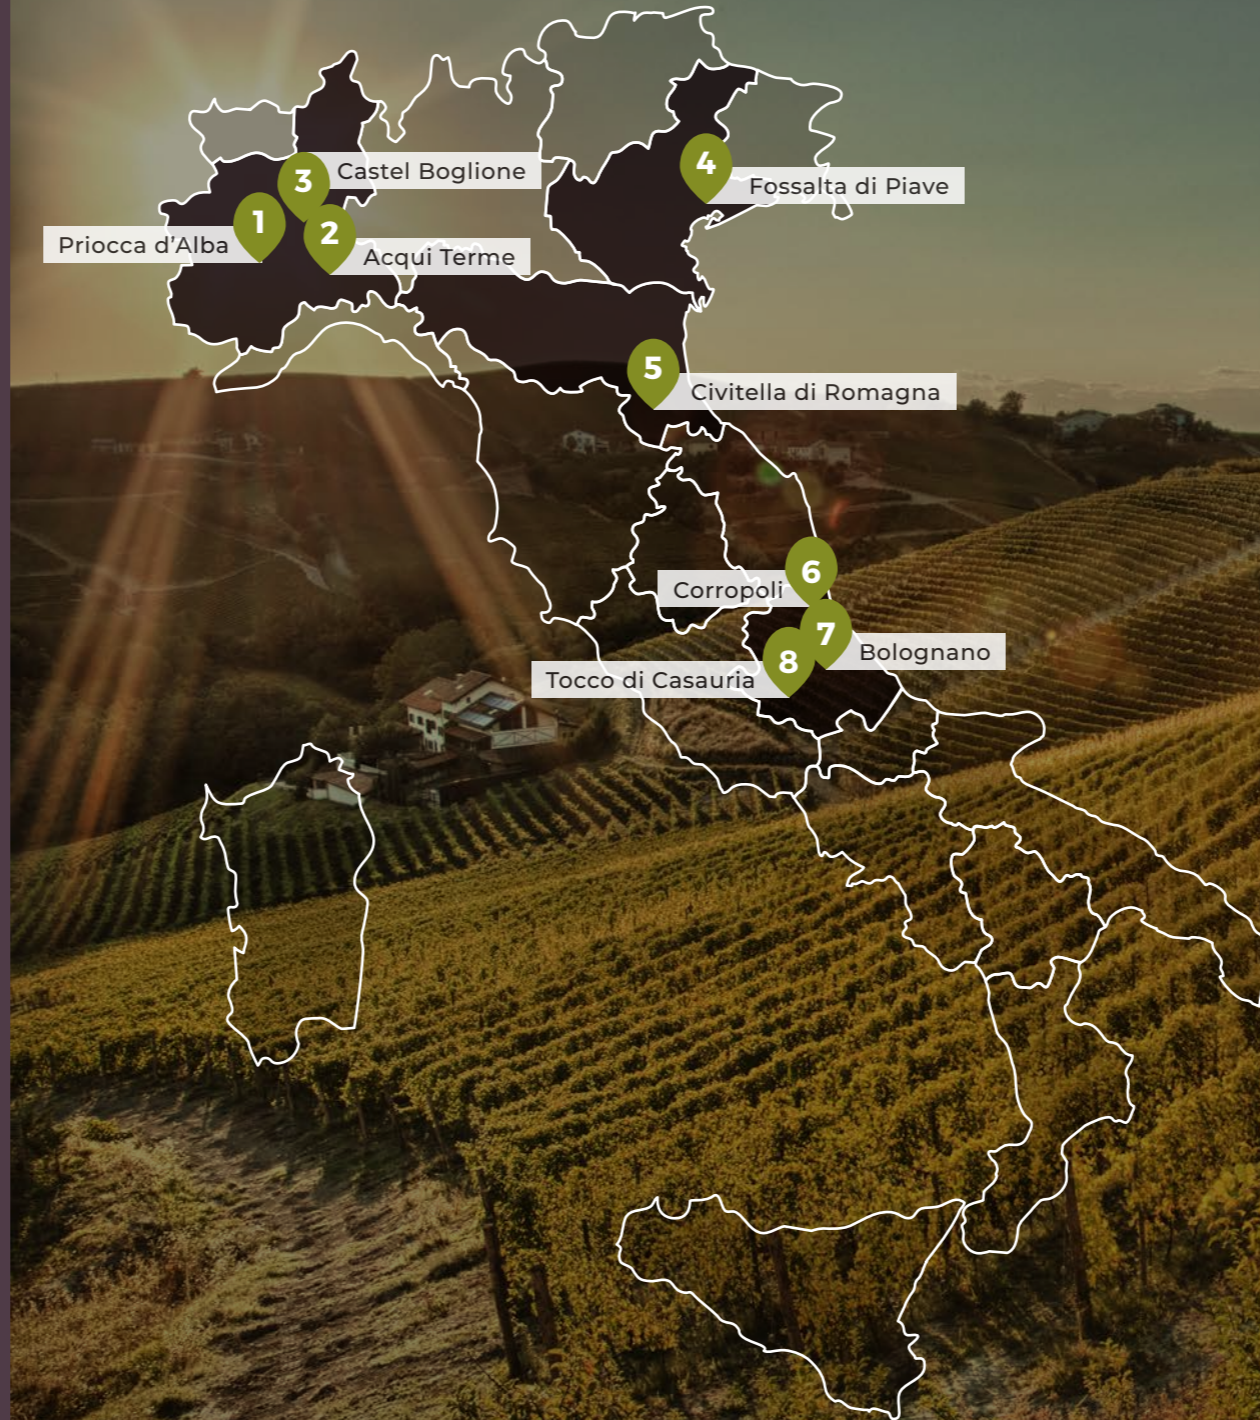 3 Castel Boglione
4 Fossalta di Piave
1 Priocca d’Alba
2 Acqui Terme
5 Civitella di Romagna
6 Corropoli
7 Bolognano
8 Tocco di Casauria